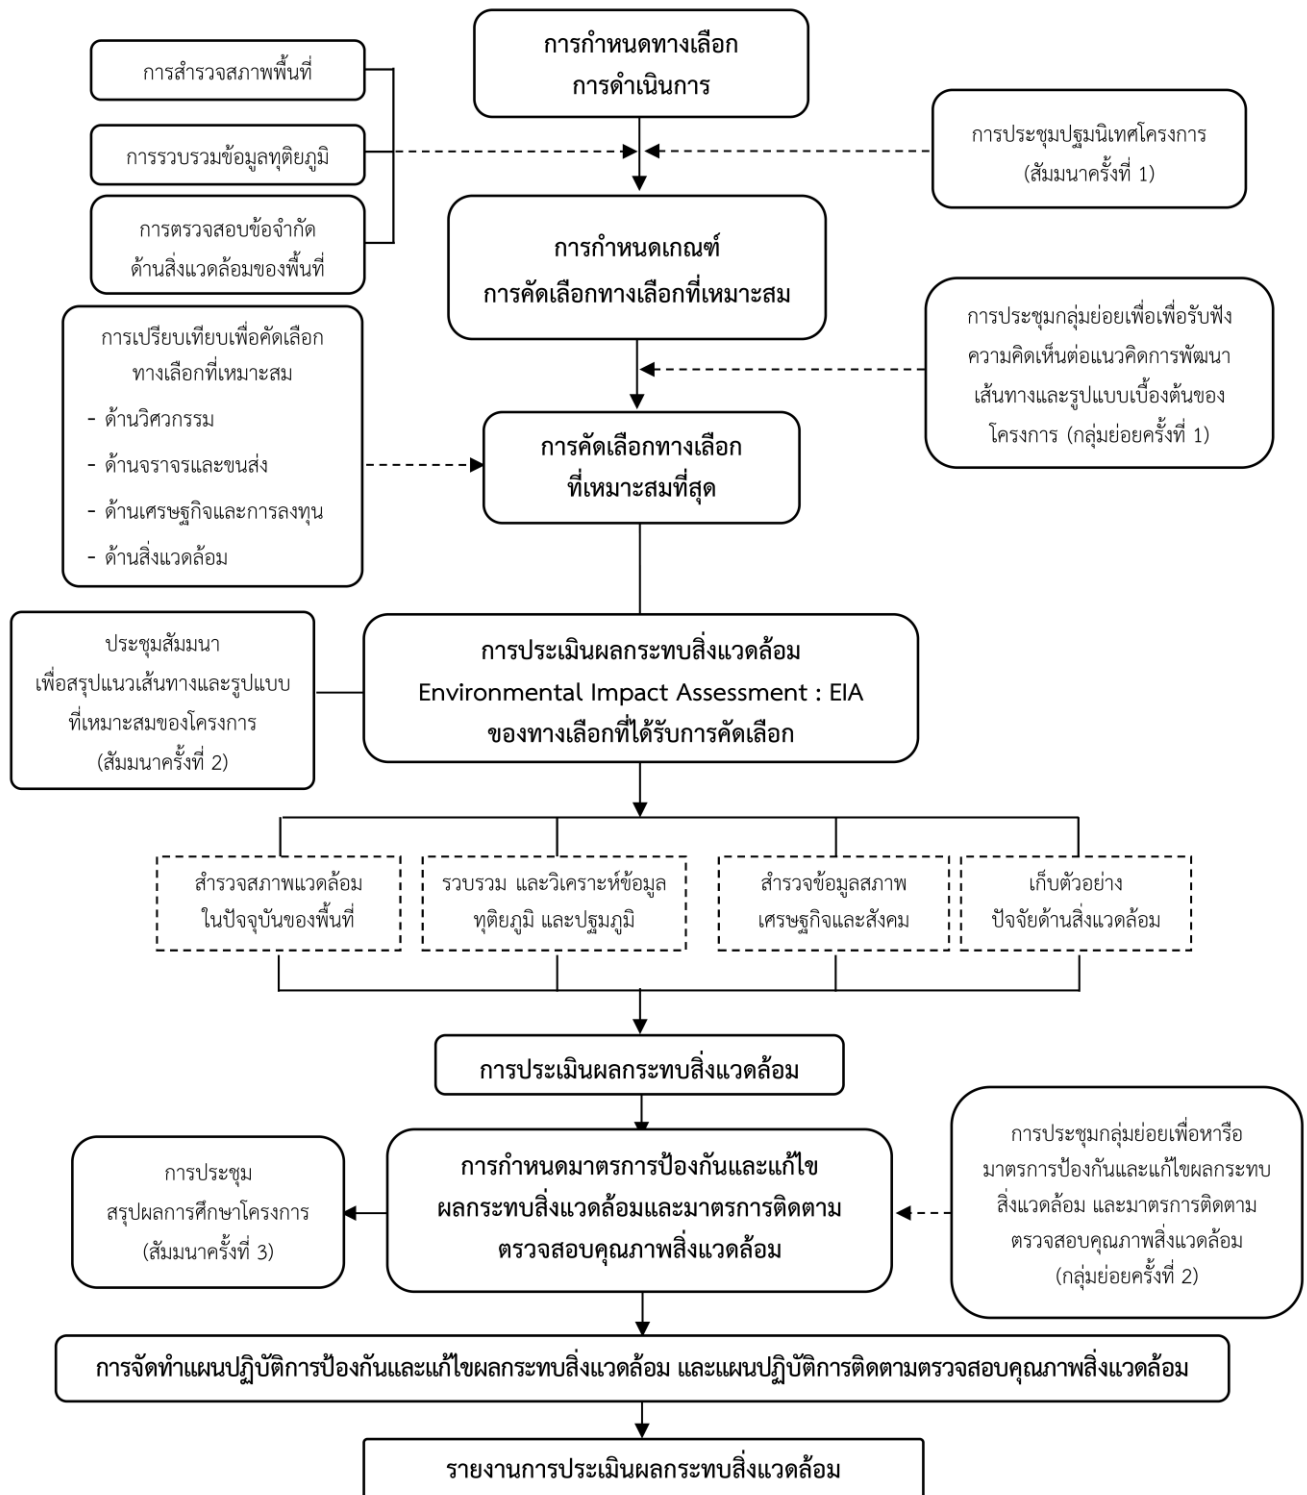 การกำหนดทางเลือก
การดำเนินการ
การสำรวจสภาพพื้นที่
การรวบรวมข้อมูลทุติยภูมิ
การตรวจสอบข้อจำกัด
ด้านสิ่งแวดล้อมของพื้นที่
การประชุมปฐมนิเทศโครงการ
(สัมมนาครั้งที่ 1)
การกำหนดเกณฑ์
การคัดเลือกทางเลือกที่เหมาะสม
การประชุมกลุ่มย่อยเพื่อเพื่อรับฟัง
ความคิดเห็นต่อแนวคิดการพัฒนา
เส้นทางและรูปแบบเบื้องต้นของ
โครงการ (กลุ่มย่อยครั้งที่ 1)
การเปรียบเทียบเพื่อคัดเลือก
ทางเลือกที่เหมาะสม
- ด้านวิศวกรรม
- ด้านจราจรและขนส่ง
- ด้านเศรษฐกิจและการลงทุน
- ด้านสิ่งแวดล้อม
การคัดเลือกทางเลือก
ที่เหมาะสมที่สุด
ประชุมสัมมนา
เพื่อสรุปแนวเส้นทางและรูปแบบ
ที่เหมาะสมของโครงการ
(สัมมนาครั้งที่ 2)
การประเมินผลกระทบสิ่งแวดล้อม
Environmental Impact Assessment : EIA
ของทางเลือกที่ได้รับการคัดเลือก
สำรวจสภาพแวดล้อม
ในปัจจุบันของพื้นที่
รวบรวม และวิเคราะห์ข้อมูล
ทุติยภูมิ และปฐมภูมิ
สำรวจข้อมูลสภาพ
เศรษฐกิจและสังคม
เก็บตัวอย่าง
ปัจจัยด้านสิ่งแวดล้อม
การประเมินผลกระทบสิ่งแวดล้อม
การประชุม
สรุปผลการศึกษาโครงการ
(สัมมนาครั้งที่ 3)
การกำหนดมาตรการป้องกันและแก้ไข
ผลกระทบสิ่งแวดล้อมและมาตรการติดตาม
ตรวจสอบคุณภาพสิ่งแวดล้อม
การประชุมกลุ่มย่อยเพื่อหารือ
มาตรการป้องกันและแก้ไขผลกระทบ
สิ่งแวดล้อม และมาตรการติดตาม
ตรวจสอบคุณภาพสิ่งแวดล้อม
(กลุ่มย่อยครั้งที่ 2)
การจัดทำแผนปฏิบัติการป้องกันและแก้ไขผลกระทบสิ่งแวดล้อม และแผนปฏิบัติการติดตามตรวจสอบคุณภาพสิ่งแวดล้อม
รายงานการประเมินผลกระทบสิ่งแวดล้อม